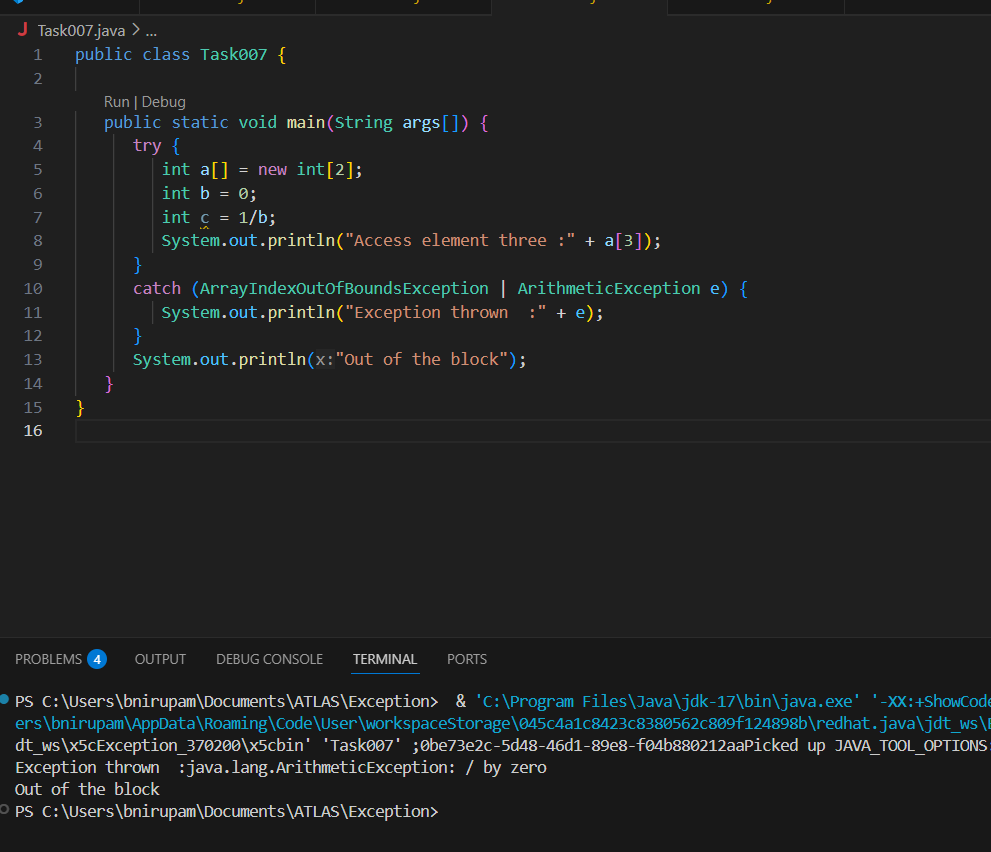 J Task007.java > ...
1 public class Task007 {
2
Run | Debug
3 public static void main(String args[]) {
4 try {
5 int a[] = new int[2];
6 int b = 0;
7 int c = 1/b;
8 System.out.println("Access element three :" + a[3]);
9 }
10 catch (ArrayIndexOutOfBoundsException | ArithmeticException e) {
11 System.out.println("Exception thrown  :" + e);
12 }
13 System.out.println(x:"Out of the block");
14 }
15 }
16
PROBLEMS 4 OUTPUT DEBUG CONSOLE TERMINAL PORTS
PS C:\Users\bnirupam\Documents\ATLAS\Exception>  & 'C:\Program Files\Java\jdk-17\bin\java.exe' '-XX:+ShowCode
ers\bnirupam\AppData\Roaming\Code\User\workspaceStorage\045c4a1c8423c8380562c809f124898b\redhat.java\jdt_ws\E
dt_ws\x5cException_370200\x5cbin' 'Task007' ;0be73e2c-5d48-46d1-89e8-f04b880212aaPicked up JAVA_TOOL_OPTIONS:
Exception thrown  :java.lang.ArithmeticException: / by zero
Out of the block
PS C:\Users\bnirupam\Documents\ATLAS\Exception>